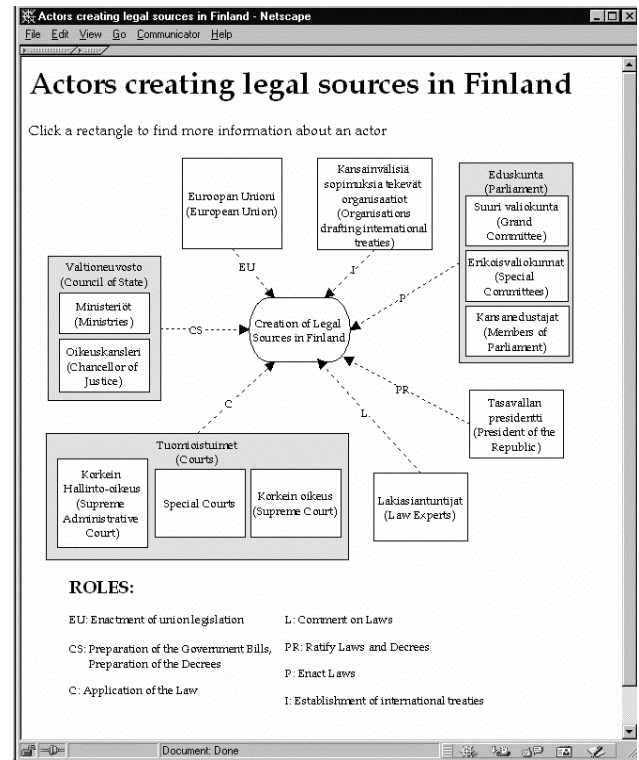 Actors creating legal sources in Finland - Netscape
File Edit View Go Communicator Help
Actors creating legal sources in Finland
Click a rectangle to find more information about an actor
Euroopan Unioni
(European Union)
Kansainvälisiä
sopimuksia tekevät
organisaatiot
(Organisations
drafting international
treaties)
Eduskunta
(Parliament)
Suuri valiokunta
(Grand
Committee)
Erikoisvaliokunnat
(Special
Committees)
Kansanedustajat
(Members of
Parliament)
EU
I
P
Valtioneuvosto
(Council of State)
Ministeriöt
(Ministries)
Oikeuskansleri
(Chancellor of
Justice)
CS
Creation of Legal
Sources in Finland
C
L
PR
Tasavallan
presidentti
(President of the
Republic)
Tuomioistuimet
(Courts)
Korkein
Hallinto-oikeus
(Supreme
Administrative
Court)
Special Courts
Korkein oikeus
(Supreme Court)
Lakiasiantuntijat
(Law Experts)
ROLES:
EU: Enactment of union legislation
CS: Preparation of the Government Bills,
Preparation of the Decrees
C: Application of the Law
L: Comment on Laws
PR: Ratify Laws and Decrees
P: Enact Laws
I: Establishment of international treaties
Document: Done